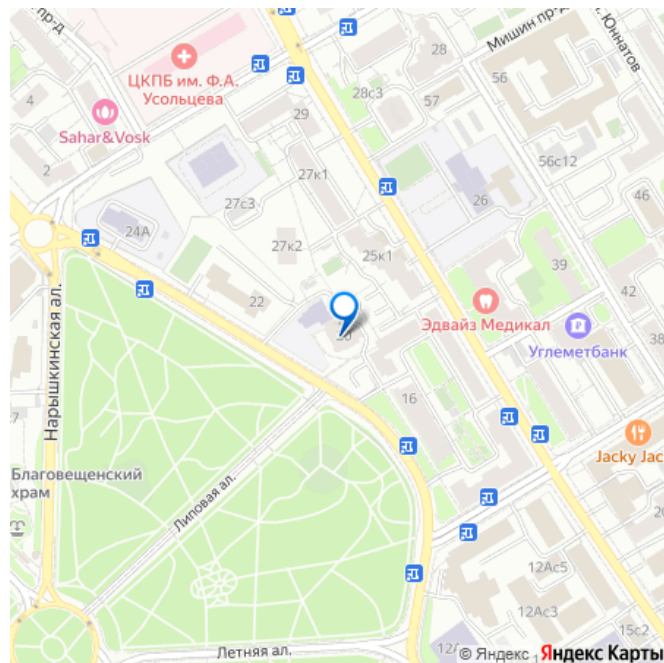 пр-д
ЦКПБ им. Ф.А.
Усольцева
28
Мишин пр-д
Юннатов
56
4
28с3
57
Sahar&Vosk
29
2
56с12
27к1
26
46
27с3
24А
27к2
25к1
39
42
22
Эдвайз Медикал
Углеметбанк
38
Нарышкинская ал.
16
Jacky Jac
Благовещенский
храм
Липовая ал.
12Ас5
12Ас3
15с2
Летняя ал.
© Яндекс
Яндекс Карты